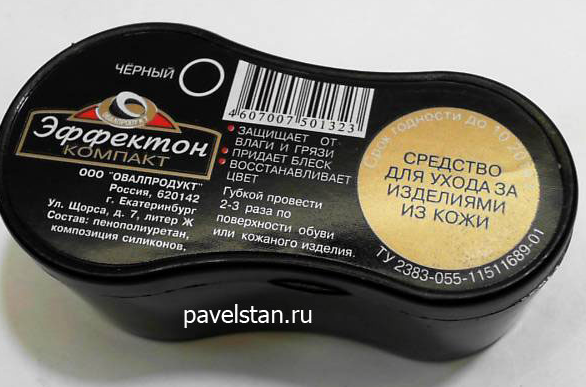 ЧЁРНЫЙ
4607007501323
ОВАЛПРОДУКТ
Эффектон
КОМПАКТ
ООО "ОВАЛПРОДУКТ"
Россия, 620142
г. Екатеринбург
Ул. Щорса, д. 7, литер Ж
Состав: пенополиуретан,
композиция силиконов,
ЗАЩИЩАЕТ ОТ
ВЛАГИ И ГРЯЗИ
ПРИДАЕТ БЛЕСК
ВОССТАНАВЛИВАЕТ
ЦВЕТ
Губкой провести
2-3 раза по
поверхности обуви
или кожаного изделия.
Срок годности до
СРЕДСТВО
ДЛЯ УХОДА ЗА
ИЗДЕЛИЯМИ
ИЗ КОЖИ
ТУ 2383-055-11511689-01
pavelstan.ru